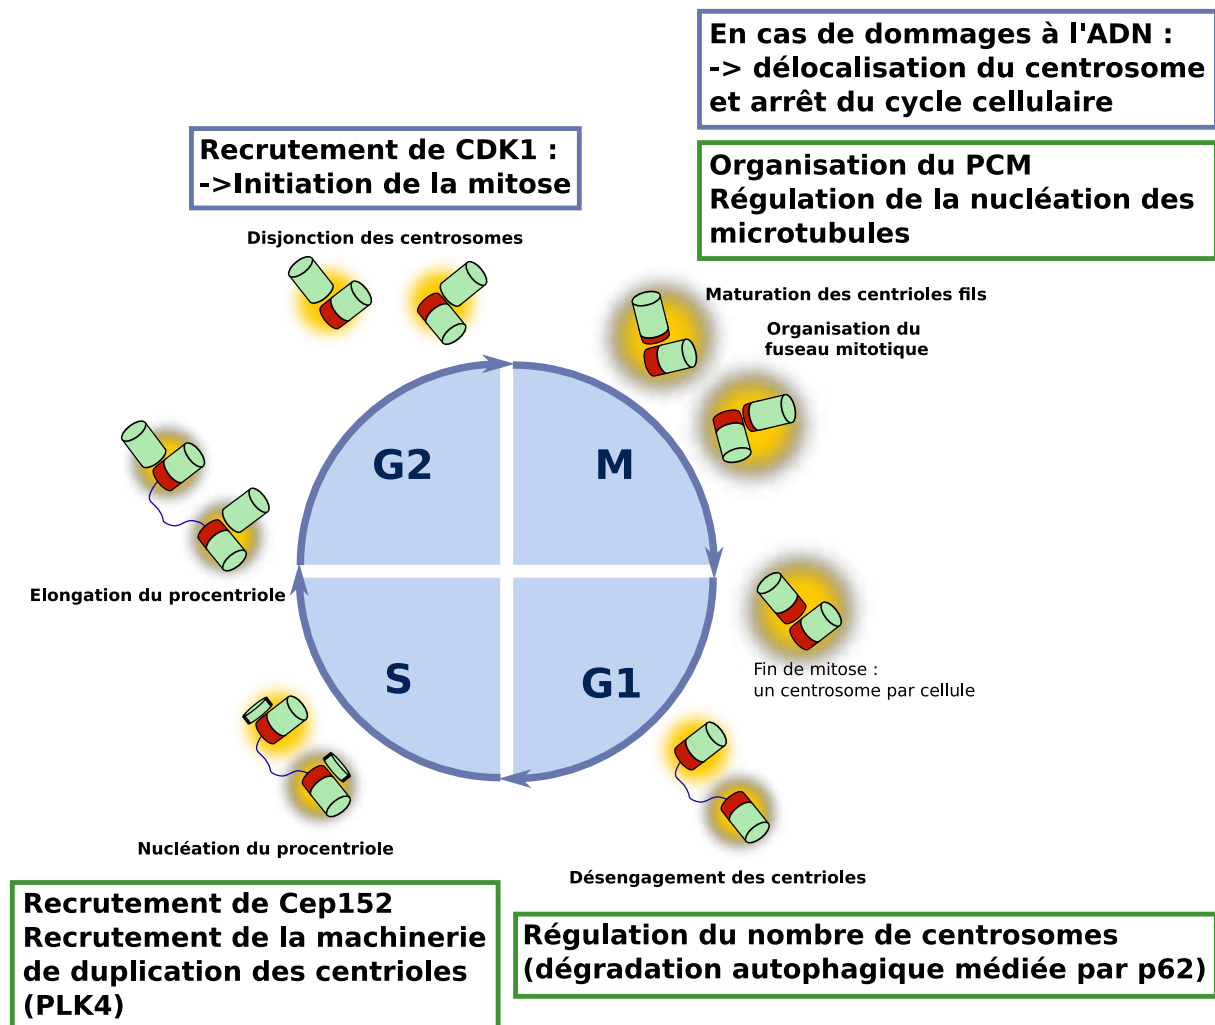 En cas de dommages à l'ADN :
-> délocalisation du centrosome
et arrêt du cycle cellulaire
Recrutement de CDK1 :
->Initiation de la mitose
Organisation du PCM
Régulation de la nucléation des
microtubules
Disjonction des centrosomes
Maturation des centrioles fils
Organisation du
fuseau mitotique
G2
M
Elongation du procentriole
S
G1
Fin de mitose :
un centrosome par cellule
Nucléation du procentriole
Désengagement des centrioles
Recrutement de Cep152
Recrutement de la machinerie
de duplication des centrioles
(PLK4)
Régulation du nombre de centrosomes
(dégradation autophagique médiée par p62)